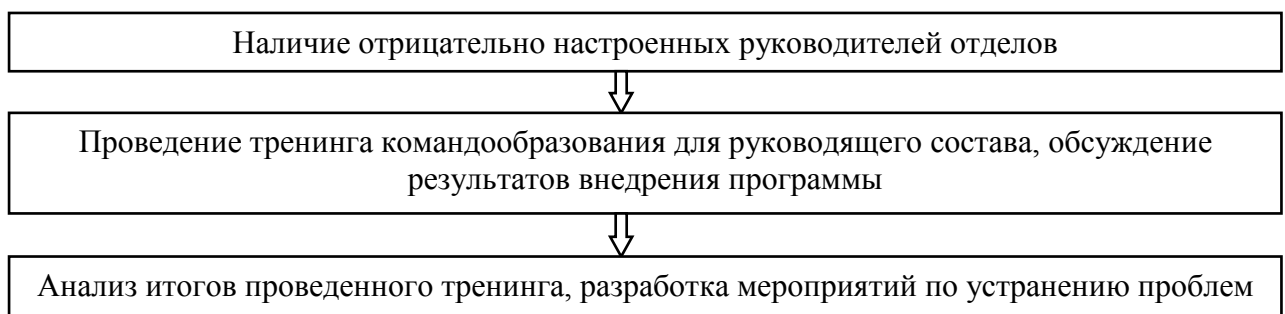 Наличие отрицательно настроенных руководителей отделов
Проведение тренинга командообразования для руководящего состава, обсуждение
результатов внедрения программы
Анализ итогов проведенного тренинга, разработка мероприятий по устранению проблем